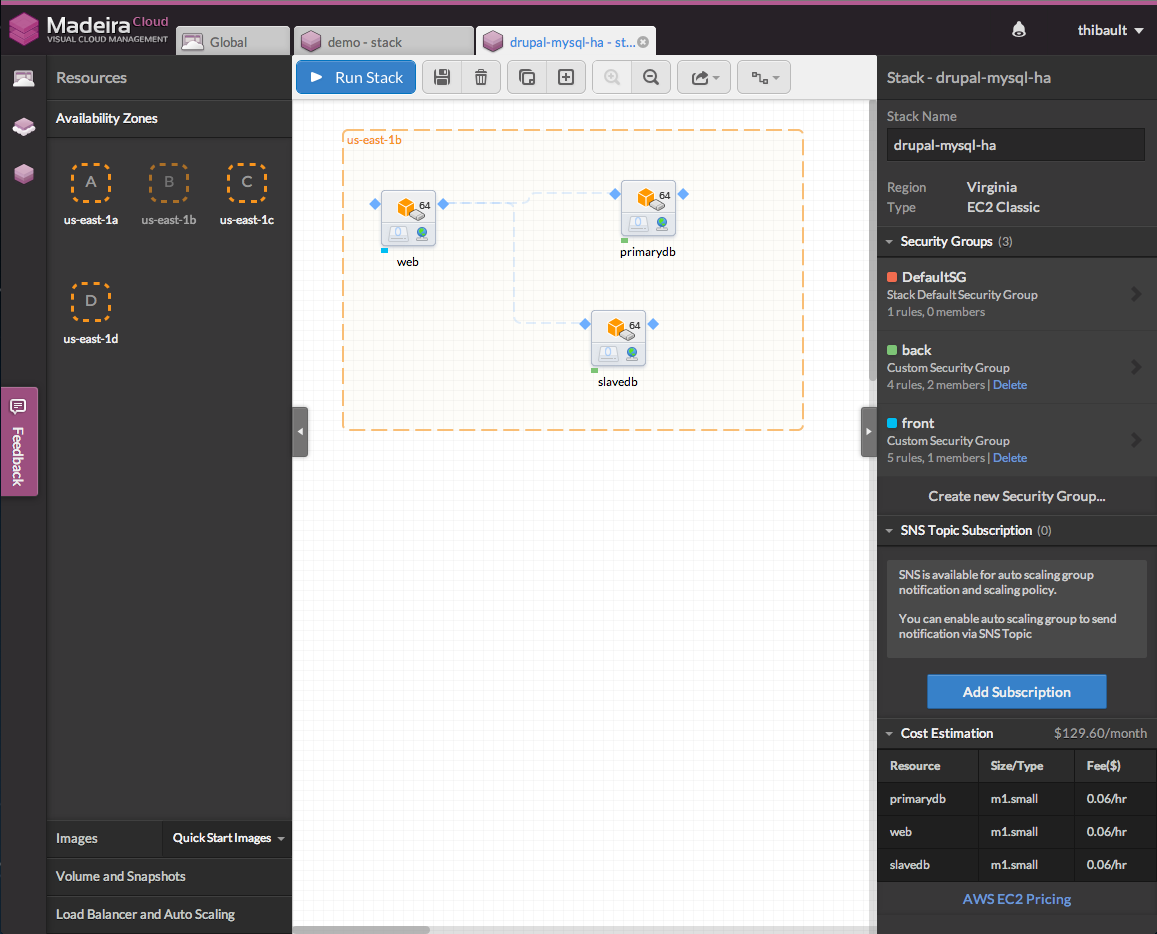 Madeira Cloud
VISUAL CLOUD MANAGEMENT
Global
demo - stack
drupal-mysql-ha - st...
thibault
Resources
Availability Zones
A
B
C
us-east-1a
us-east-1b
us-east-1c
D
us-east-1d
Feedback
Images
Quick Start Images
Volume and Snapshots
Load Balancer and Auto Scaling
Run Stack
us-east-1b
64
web
64
primarydb
64
slavedb
Stack - drupal-mysql-ha
Stack Name
drupal-mysql-ha
Region Virginia
Type EC2 Classic
Security Groups (3)
DefaultSG
Stack Default Security Group
1 rules, 0 members
back
Custom Security Group
4 rules, 2 members | Delete
front
Custom Security Group
5 rules, 1 members | Delete
Create new Security Group...
SNS Topic Subscription (0)
SNS is available for auto scaling group
notification and scaling policy.
You can enable auto scaling group to send
notification via SNS Topic
Add Subscription
Cost Estimation $129.60/month
Resource Size/Type Fee($)
primarydb m1.small 0.06/hr
web m1.small 0.06/hr
slavedb m1.small 0.06/hr
AWS EC2 Pricing